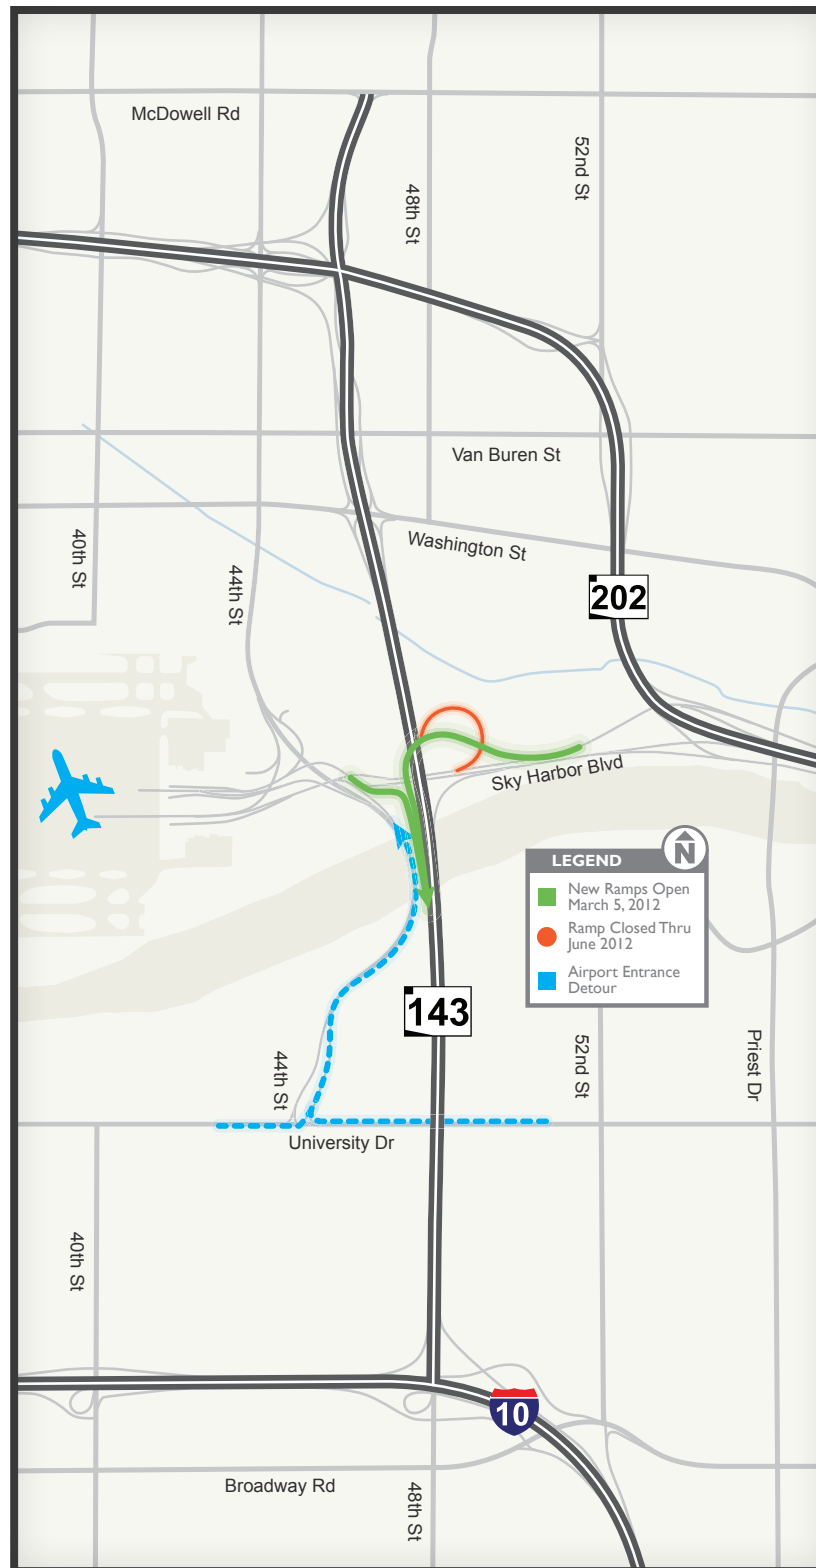 McDowell Rd
52nd St
48th St
Van Buren St
Washington St
40th St
44th St
202
Sky Harbor Blvd
N
LEGEND
New Ramps Open
March 5, 2012
Ramp Closed Thru
June 2012
Airport Entrance
Detour
143
44th St
52nd St
Priest Dr
University Dr
40th St
10
Broadway Rd
48th St